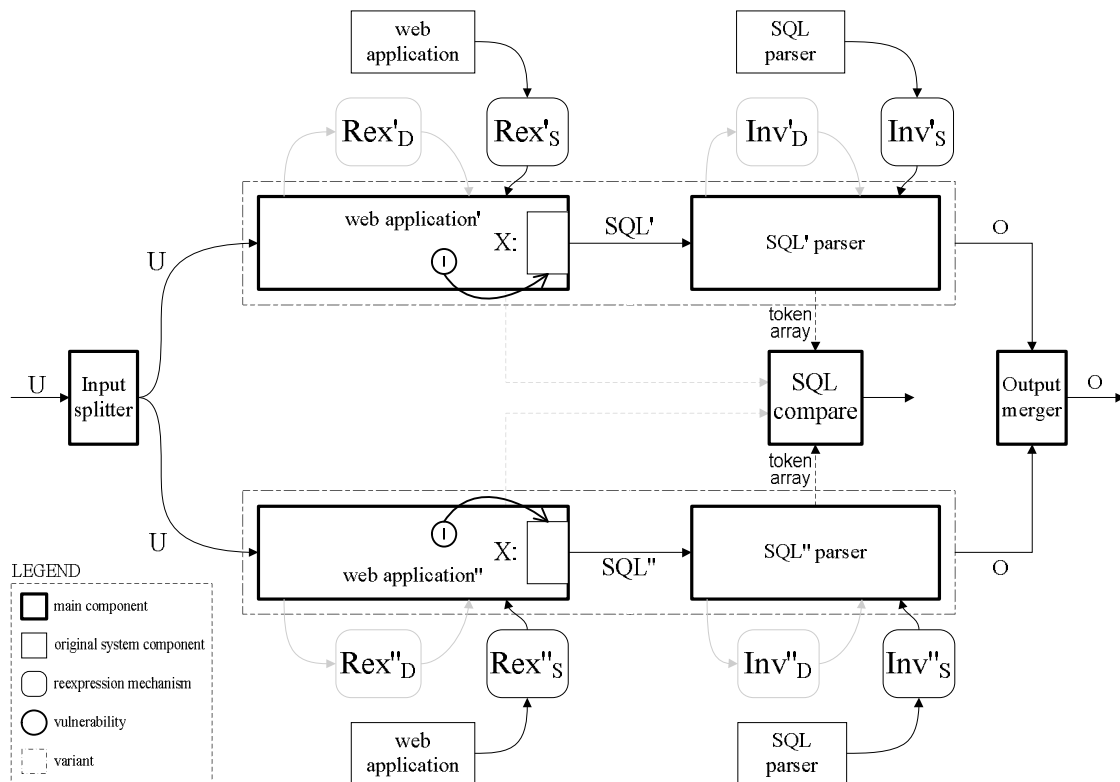 web
application
SQL
parser
Rex'D
Rex'S
Inv'D
Inv'S
web application'
X:
I
SQL'
SQL' parser
O
U
token
array
U
Input
splitter
SQL
compare
Output
merger
O
token
array
U
I
X:
web application"
SQL"
SQL" parser
O
LEGEND
main component
original system component
reexpression mechanism
vulnerability
variant
Rex"D
Rex"S
Inv"D
Inv"S
web
application
SQL
parser